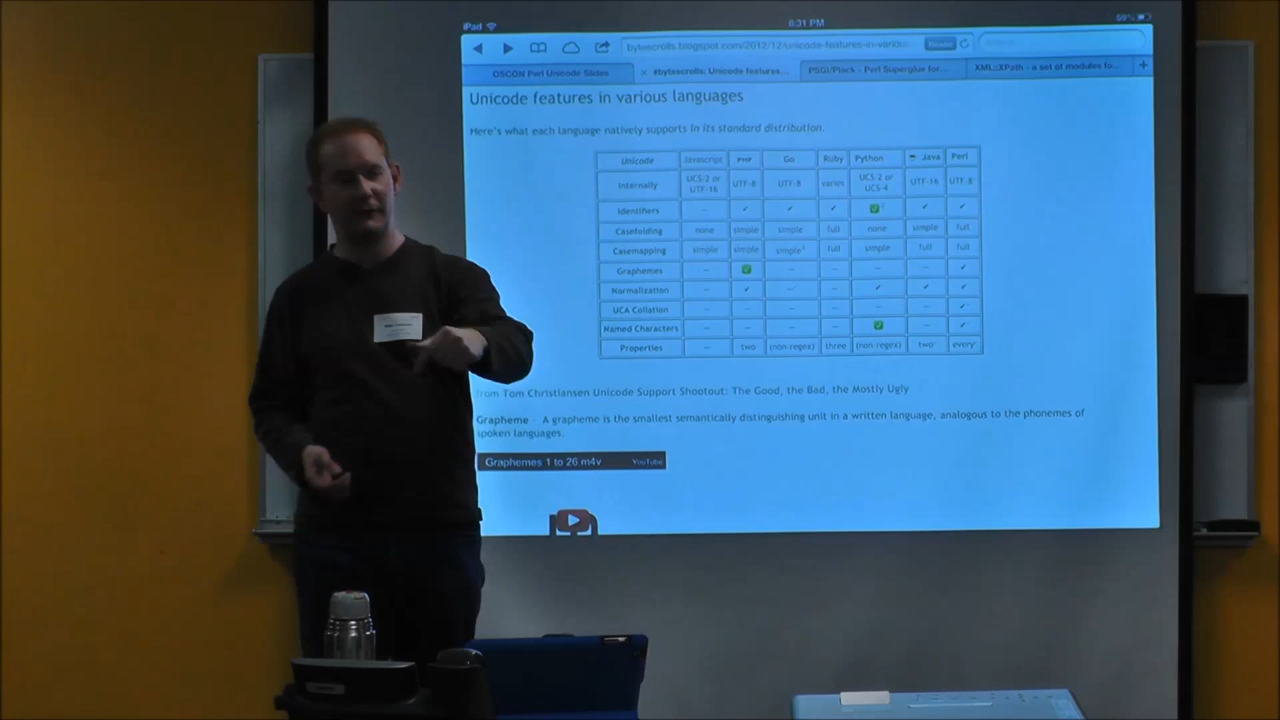 iPad 8:31 PM 59%
bytescrolls.blogspot.com/2012/12/unicode-features-in-various- Reader
OSCON Perl Unicode Slides × #bytescrolls: Unicode features... PSGI/Plack - Perl Superglue for... XML::XPath - a set of modules fo... +
Unicode features in various languages
Here's what each language natively supports in its standard distribution.
Unicode Javascript PHP Go Ruby Python Java Perl
Internally UCS-2 or UTF-16 UTF-8 UTF-8 varies UCS-2 or UCS-4 UTF-16 UTF-8
Identifiers — ✓ ✓ ✓ ✅ ✓ ✓
Casefolding none simple simple full none simple full
Casemapping simple simple simple full simple full full
Graphemes — ✅ — — — — ✓
Normalization — ✓ — — ✓ ✓ ✓
UCA Collation — — — — — — ✓
Named Characters — — — — ✅ — ✓
Properties — two (non-regex) three (non-regex) two every
from Tom Christiansen Unicode Support Shootout: The Good, the Bad, the Mostly Ugly
Grapheme - A grapheme is the smallest semantically distinguishing unit in a written language, analogous to the phonemes of
spoken languages.
Graphemes 1 to 26 m4v YouTube